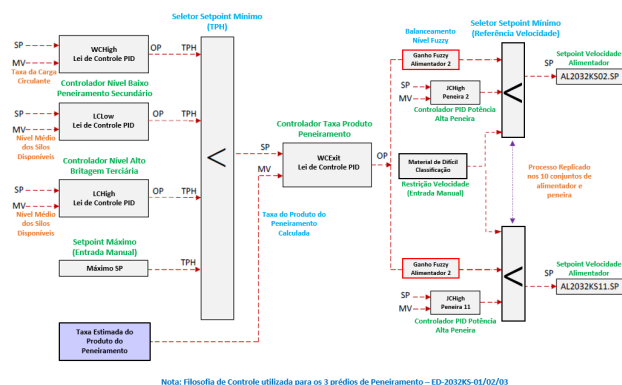 SP
MV
Taxa da Carga
Circulante
WCHigh
Lei de Controle PID
OP
TPH
Controlador Nível Baixo
Peneiramento Secundário
SP
MV
Nível Médio
dos Silos
Disponíveis
LCLow
Lei de Controle PID
OP
TPH
Controlador Nível Alto
Britagem Terciária
SP
MV
Nível Médio
dos Silos
Disponíveis
LCHigh
Lei de Controle PID
OP
TPH
Setpoint Máximo
(Entrada Manual)
Máximo SP
TPH
Taxa Estimada do
Produto do
Peneiramento
Seletor Setpoint Mínimo
(TPH)
<
SP
MV
Controlador Taxa Produto
Peneiramento
WCExit
Lei de Controle PID
OP
Taxa do Produto do
Peneiramento
Calculada
Balanceamento
Nível Fuzzy
Ganho Fuzzy
Alimentador 2
SP
MV
JCHigh
Peneira 2
Controlador PID Potência
Alta Peneira
Material de Difícil
Classificação
Restrição Velocidade
(Entrada Manual)
Ganho Fuzzy
Alimentador 2
SP
MV
JCHigh
Peneira 11
Controlador PID Potência
Alta Peneira
Seletor Setpoint Mínimo
(Referência Velocidade)
<
SP
Setpoint Velocidade
Alimentador
AL2032KS02.SP
Processo Replicado
nos 10 conjuntos de
alimentador e
peneira
<
SP
Setpoint Velocidade
Alimentador
AL2032KS11.SP
Nota: Filosofia de Controle utilizada para os 3 prédios de Peneiramento – ED-2032KS-01/02/03